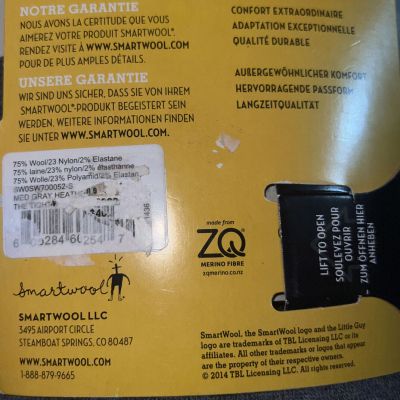 NOTRE GARANTIE
NOUS AVONS LA CERTITUDE QUE VOUS
AIMEREZ VOTRE PRODUIT SMARTWOOL®.
RENDEZ VISITE À WWW.SMARTWOOL.COM
POUR DE PLUS AMPLES DÉTAILS.
UNSERE GARANTIE
WIR SIND UNS SICHER, DASS SIE VON IHREM
SMARTWOOL®-PRODUKT BEGEISTERT SEIN
WERDEN. WEITERE INFORMATIONEN FINDEN
SIE UNTER WWW.SMARTWOOL.COM
CONFORT EXTRAORDINAIRE
ADAPTATION EXCEPTIONNELLE
QUALITÉ DURABLE
AUßERGEWÖHNLICHER KOMFORT
HERVORRAGENDE PASSFORM
LANGZEITQUALITÄT
75% Wool/23 Nylon/2% Elastane
75% laine/23% nylon/2% élasthanne
75% Wolle/23% Polyamid/2% Elastan
SW0SW700052-S
MED GRAY HEATHER
THE TIGHT
1436
made from
ZQ
MERINO FIBRE
zqmerino.co.nz
LIFT TO OPEN
SOULEVEZ POUR
OUVRIR
ZUM ÖFFNEN HIER
ANHEBEN
smartwool
SMARTWOOL LLC
3495 AIRPORT CIRCLE
STEAMBOAT SPRINGS, CO 80487
WWW.SMARTWOOL.COM
1-888-879-9665
SmartWool, the SmartWool logo and the Little Guy
logo are trademarks of TBL Licensing LLC or its
affiliates. All other trademarks or logos that appear
are the property of their respective owners.
© 2014 TBL Licensing LLC. All rights reserved.